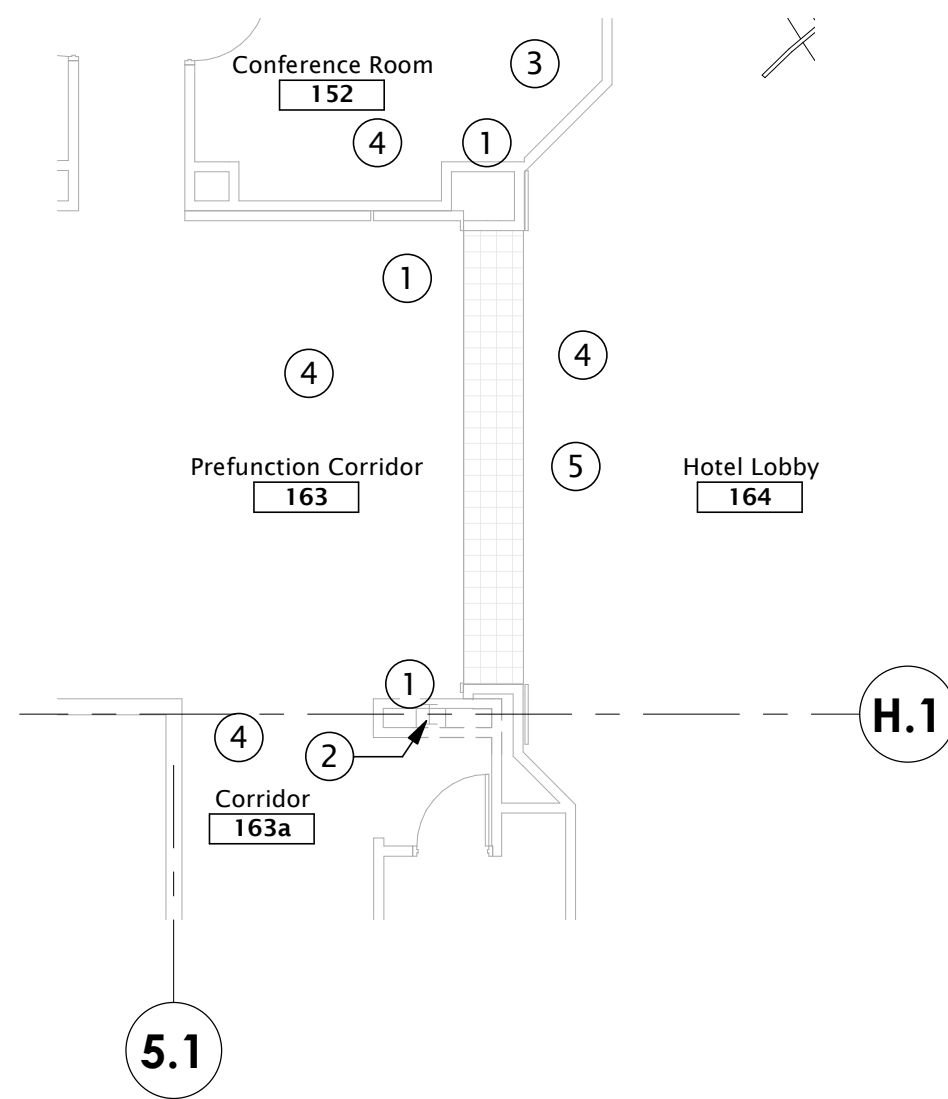 Conference Room
152
3
4
1
1
4
4
Prefunction Corridor
163
5
Hotel Lobby
164
1
4
2
H.1
Corridor
163a
5.1